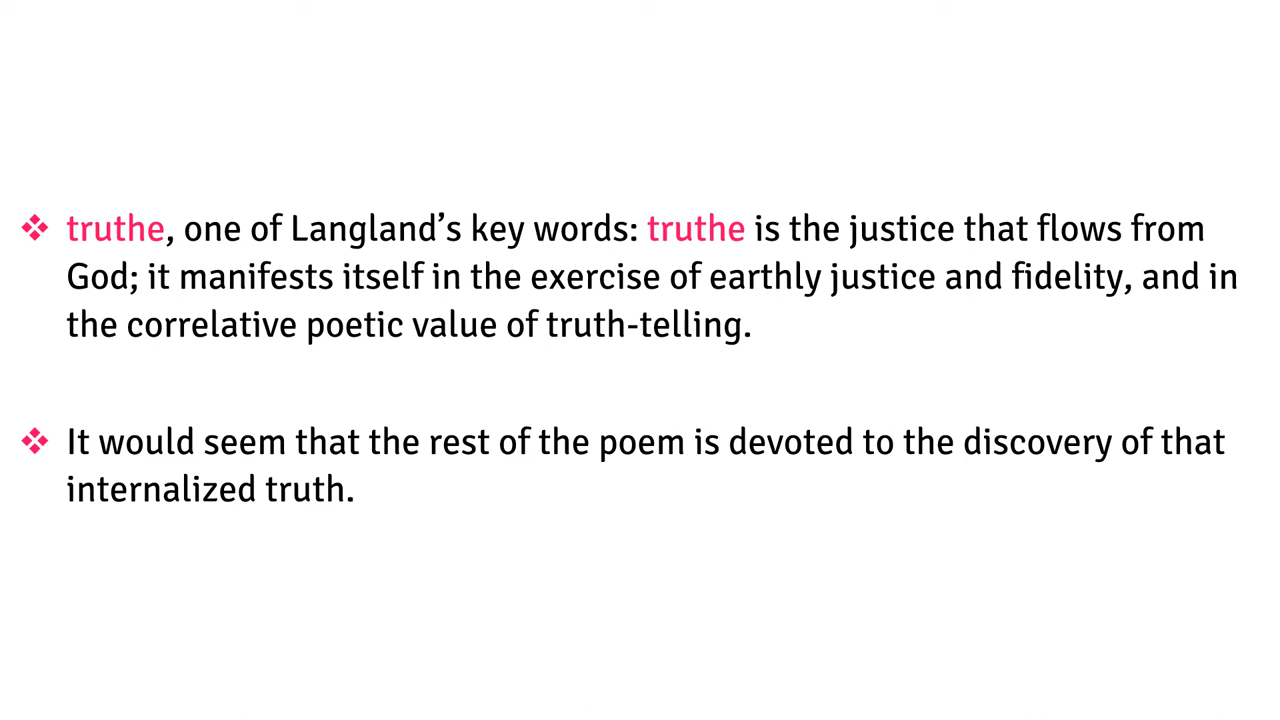 ❖ truthe, one of Langland’s key words: truthe is the justice that flows from
God; it manifests itself in the exercise of earthly justice and fidelity, and in
the correlative poetic value of truth-telling.
❖ It would seem that the rest of the poem is devoted to the discovery of that
internalized truth.